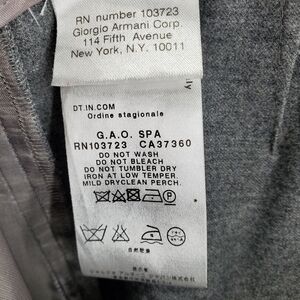 RN number 103723
Giorgio Armani Corp.
114 Fifth Avenue
New York, N.Y. 10011
DT.IN.COM
Ordine stagionale
G.A.O. SPA
RN103723 CA37360
DO NOT WASH
DO NOT BLEACH
DO NOT TUMBLER DRY
IRON AT LOW TEMPER.
MILD DRYCLEAN PERCH.